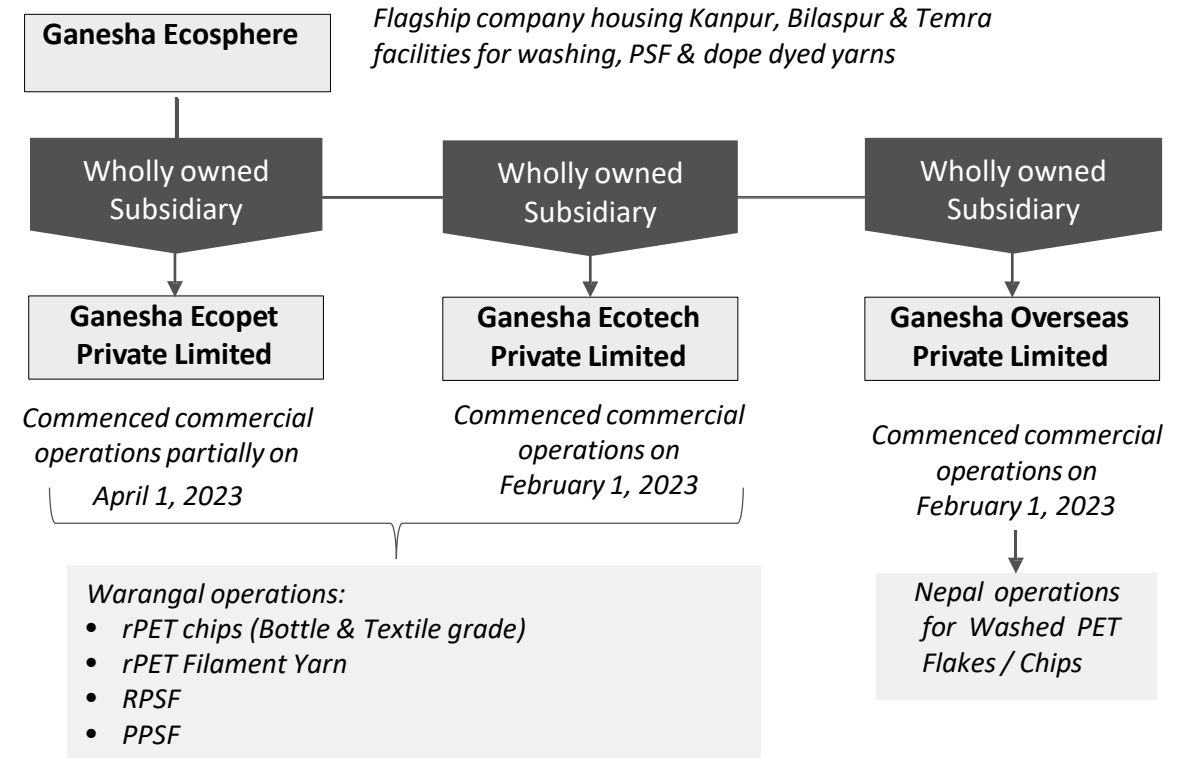 Ganesha Ecosphere
Flagship company housing Kanpur, Bilaspur & Temra
facilities for washing, PSF & dope dyed yarns
Wholly owned
Subsidiary
Wholly owned
Subsidiary
Wholly owned
Subsidiary
Ganesha Ecopet
Private Limited
Ganesha Ecotech
Private Limited
Ganesha Overseas
Private Limited
Commenced commercial
operations partially on
April 1, 2023
Commenced commercial
operations on
February 1, 2023
Commenced commercial
operations on
February 1, 2023
Warangal operations:
• rPET chips (Bottle & Textile grade)
• rPET Filament Yarn
• RPSF
• PPSF
Nepal operations
for Washed PET
Flakes / Chips